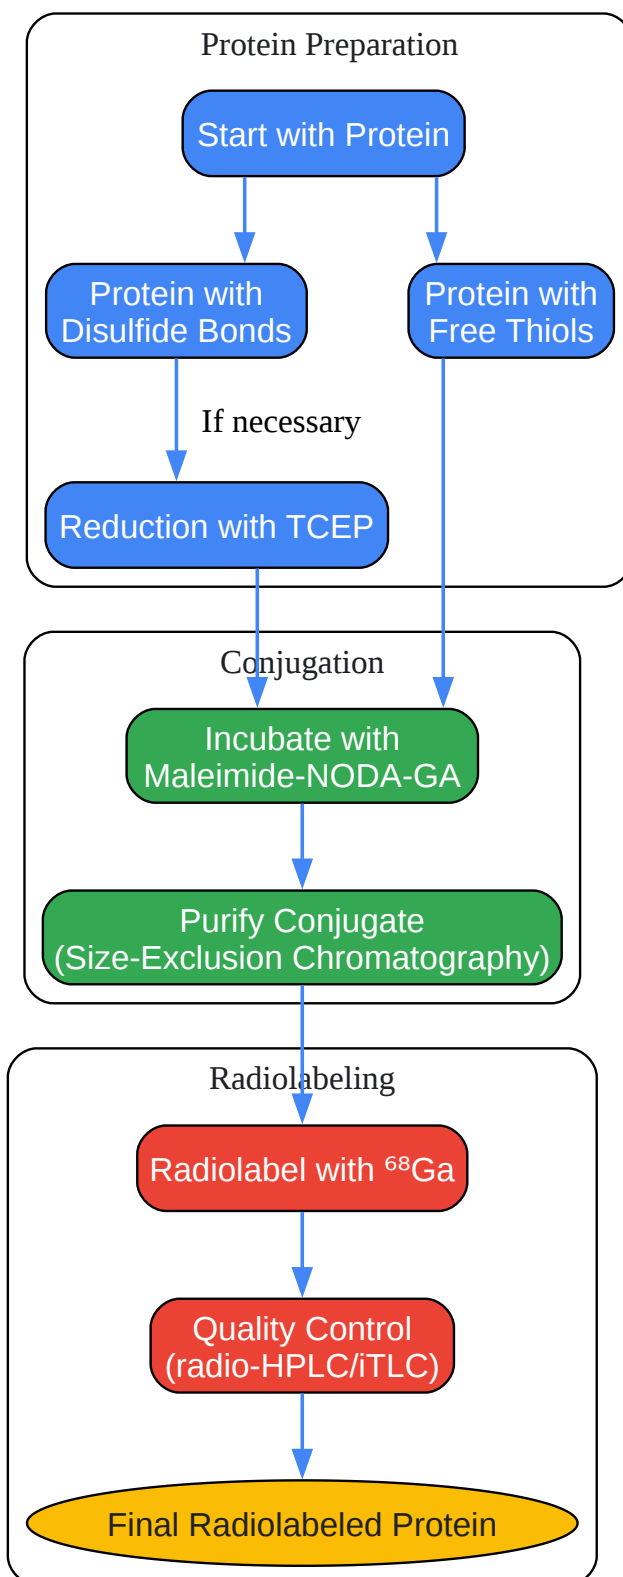 Protein Preparation
Start with Protein
Protein with
Disulfide Bonds
Protein with
Free Thiols
If necessary
Reduction with TCEP
Conjugation
Incubate with
Maleimide-NODA-GA
Purify Conjugate
(Size-Exclusion Chromatography)
Radiolabeling
Radiolabel with ⁶⁸Ga
Quality Control
(radio-HPLC/iTLC)
Final Radiolabeled Protein